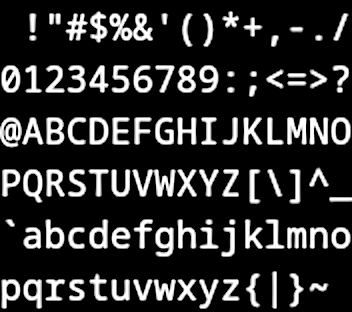 !"#$%&'()*+,-./
0123456789:;<=>?
@ABCDEFGHIJKLMNO
PQRSTUVWXYZ[\]^_
`abcdefghijklmno
pqrstuvwxyz{|}~